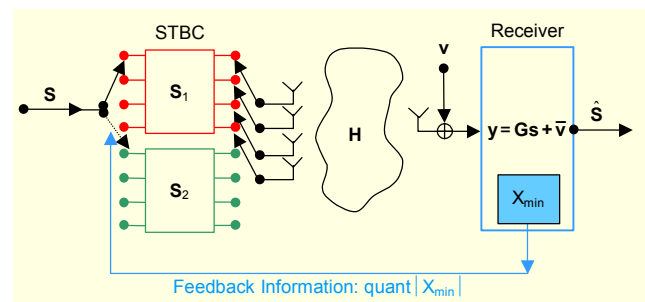 STBC
Receiver
S
S₁
S₂
H
v
y = Gs + v̅
Ŝ
Xmin
Feedback Information: quant|Xmin|